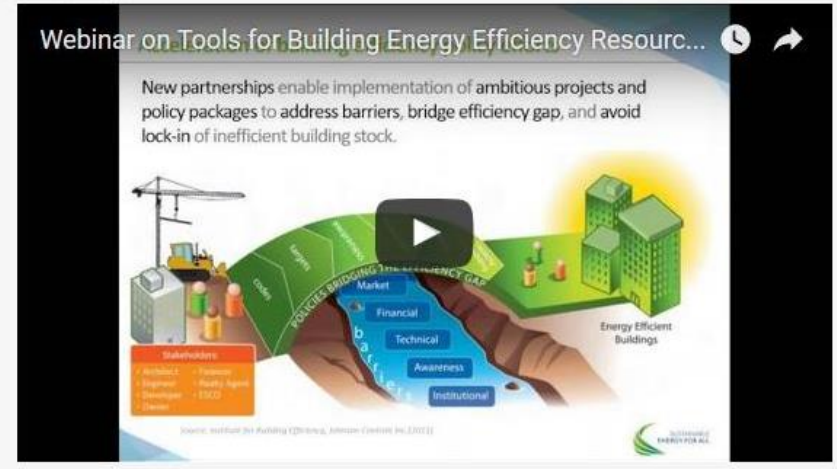 Webinar on Tools for Building Energy Efficiency Resourc...
New partnerships enable implementation of ambitious projects and
policy packages to address barriers, bridge efficiency gap, and avoid
lock-in of inefficient building stock.
codes
targets
awareness
POLICIES BRIDGING THE EFFICIENCY GAP
barriers
Market
Financial
Technical
Awareness
Institutional
Energy Efficient
Buildings
Stakeholders
• Architect
• Engineer
• Developer
• Owner
• Financer
• Realty Agent
• ESCO
Source: Institute for Building Efficiency, Johnson Controls Inc
SUSTAINABLE
ENERGY FOR ALL